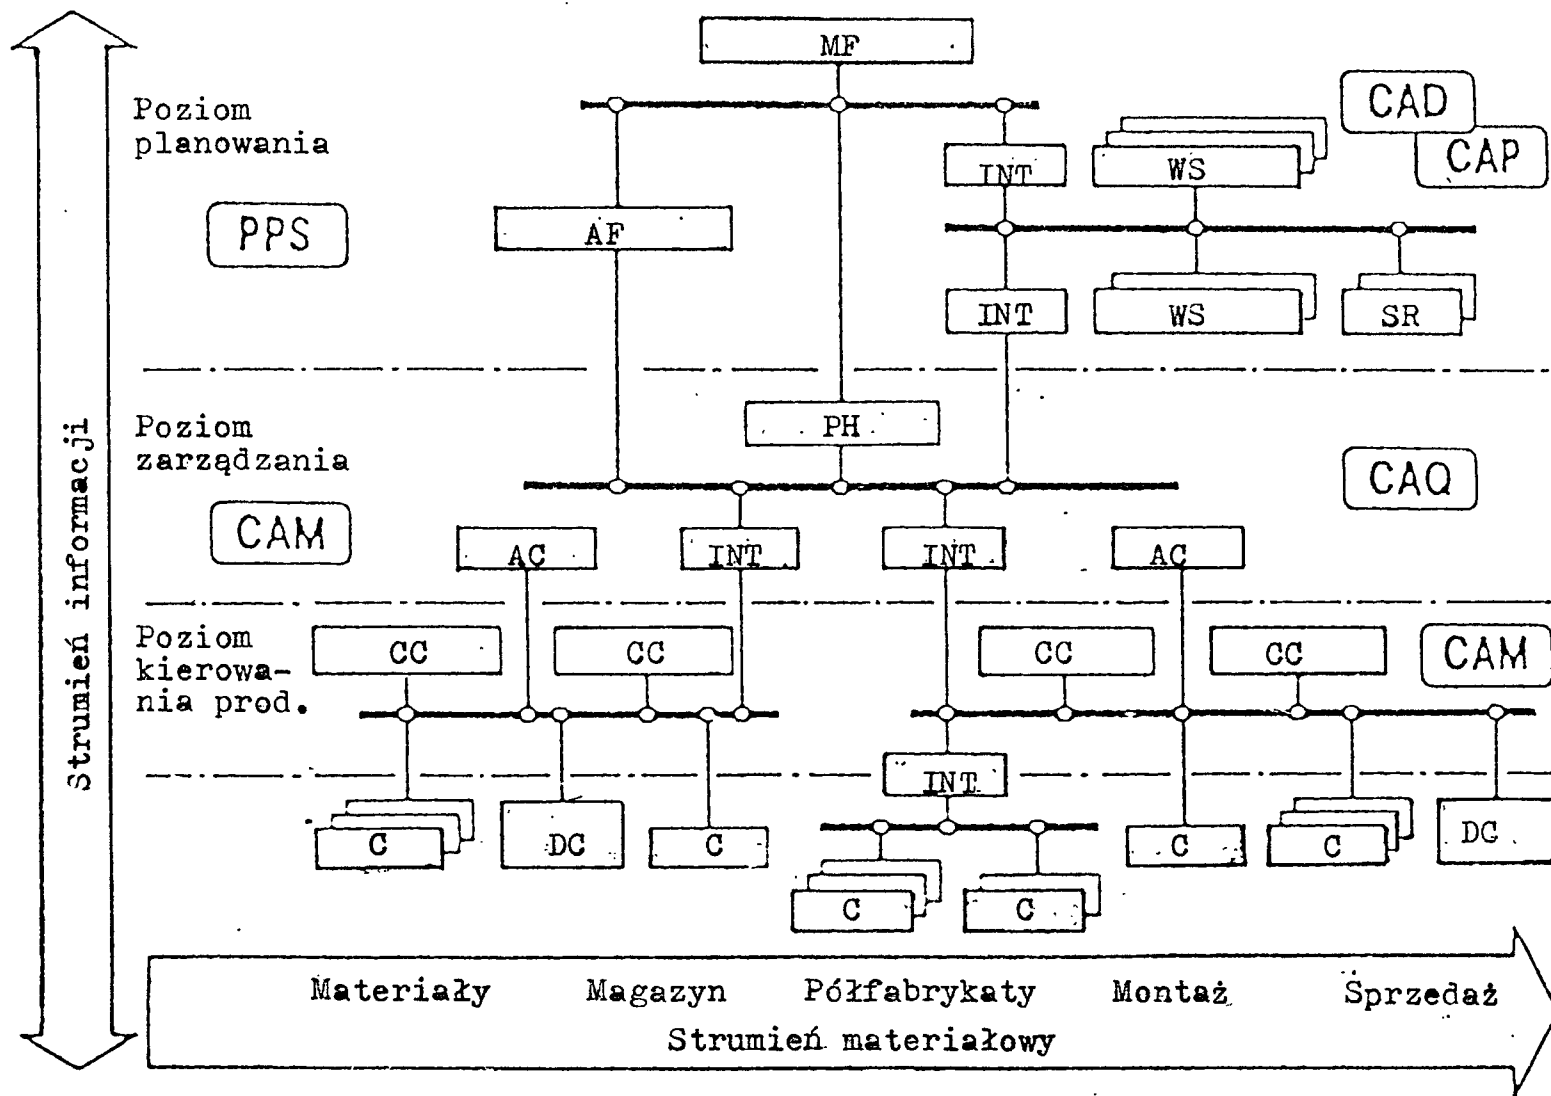 MF
Poziom
planowania
CAD
CAP
INT
WS
PPS
AF
INT
WS
SR
Poziom
zarządzania
PH
CAQ
CAM
AC
INT
INT
AC
Poziom
kierowa-
nia prod.
CC
CC
CC
CC
CAM
INT
C
DC
C
C
C
DC
C
C
Strumień informacji
Materiały
Magazyn
Półfabrykaty
Montaż
Sprzedaż
Strumień materiałowy